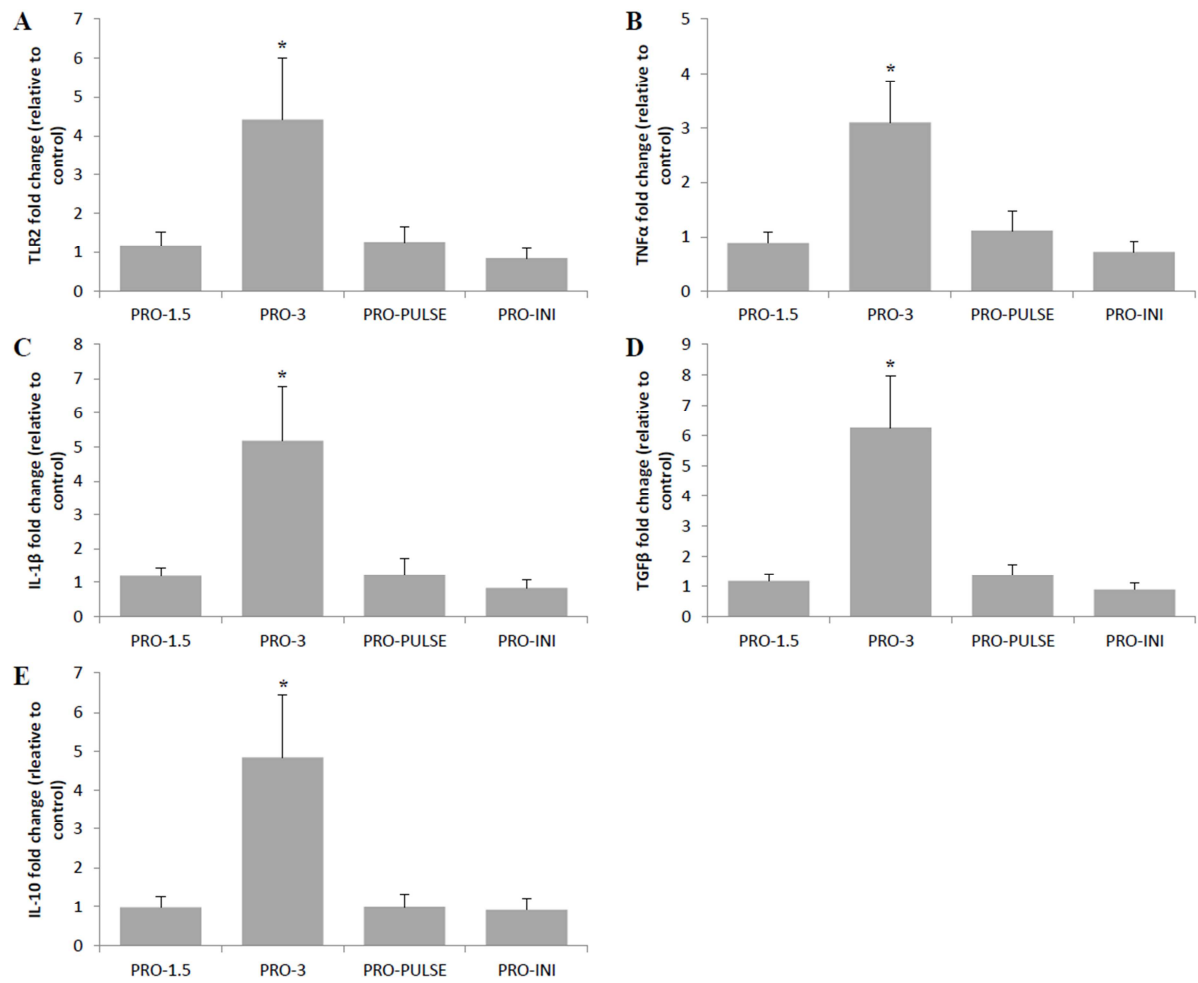 A
TLR2 fold change (relative to
control)
7
6
5
4
3
2
1
0
*
PRO-1.5 PRO-3 PRO-PULSE PRO-INI
B
TNFα fold change (relative to
control)
5
4
3
2
1
0
*
PRO-1.5 PRO-3 PRO-PULSE PRO-INI
C
IL-1β fold change (relative to
control)
8
7
6
5
4
3
2
1
0
*
PRO-1.5 PRO-3 PRO-PULSE PRO-INI
D
TGFβ fold chnage (relative to
control)
9
8
7
6
5
4
3
2
1
0
*
PRO-1.5 PRO-3 PRO-PULSE PRO-INI
E
IL-10 fold change (rleative to
control)
7
6
5
4
3
2
1
0
*
PRO-1.5 PRO-3 PRO-PULSE PRO-INI